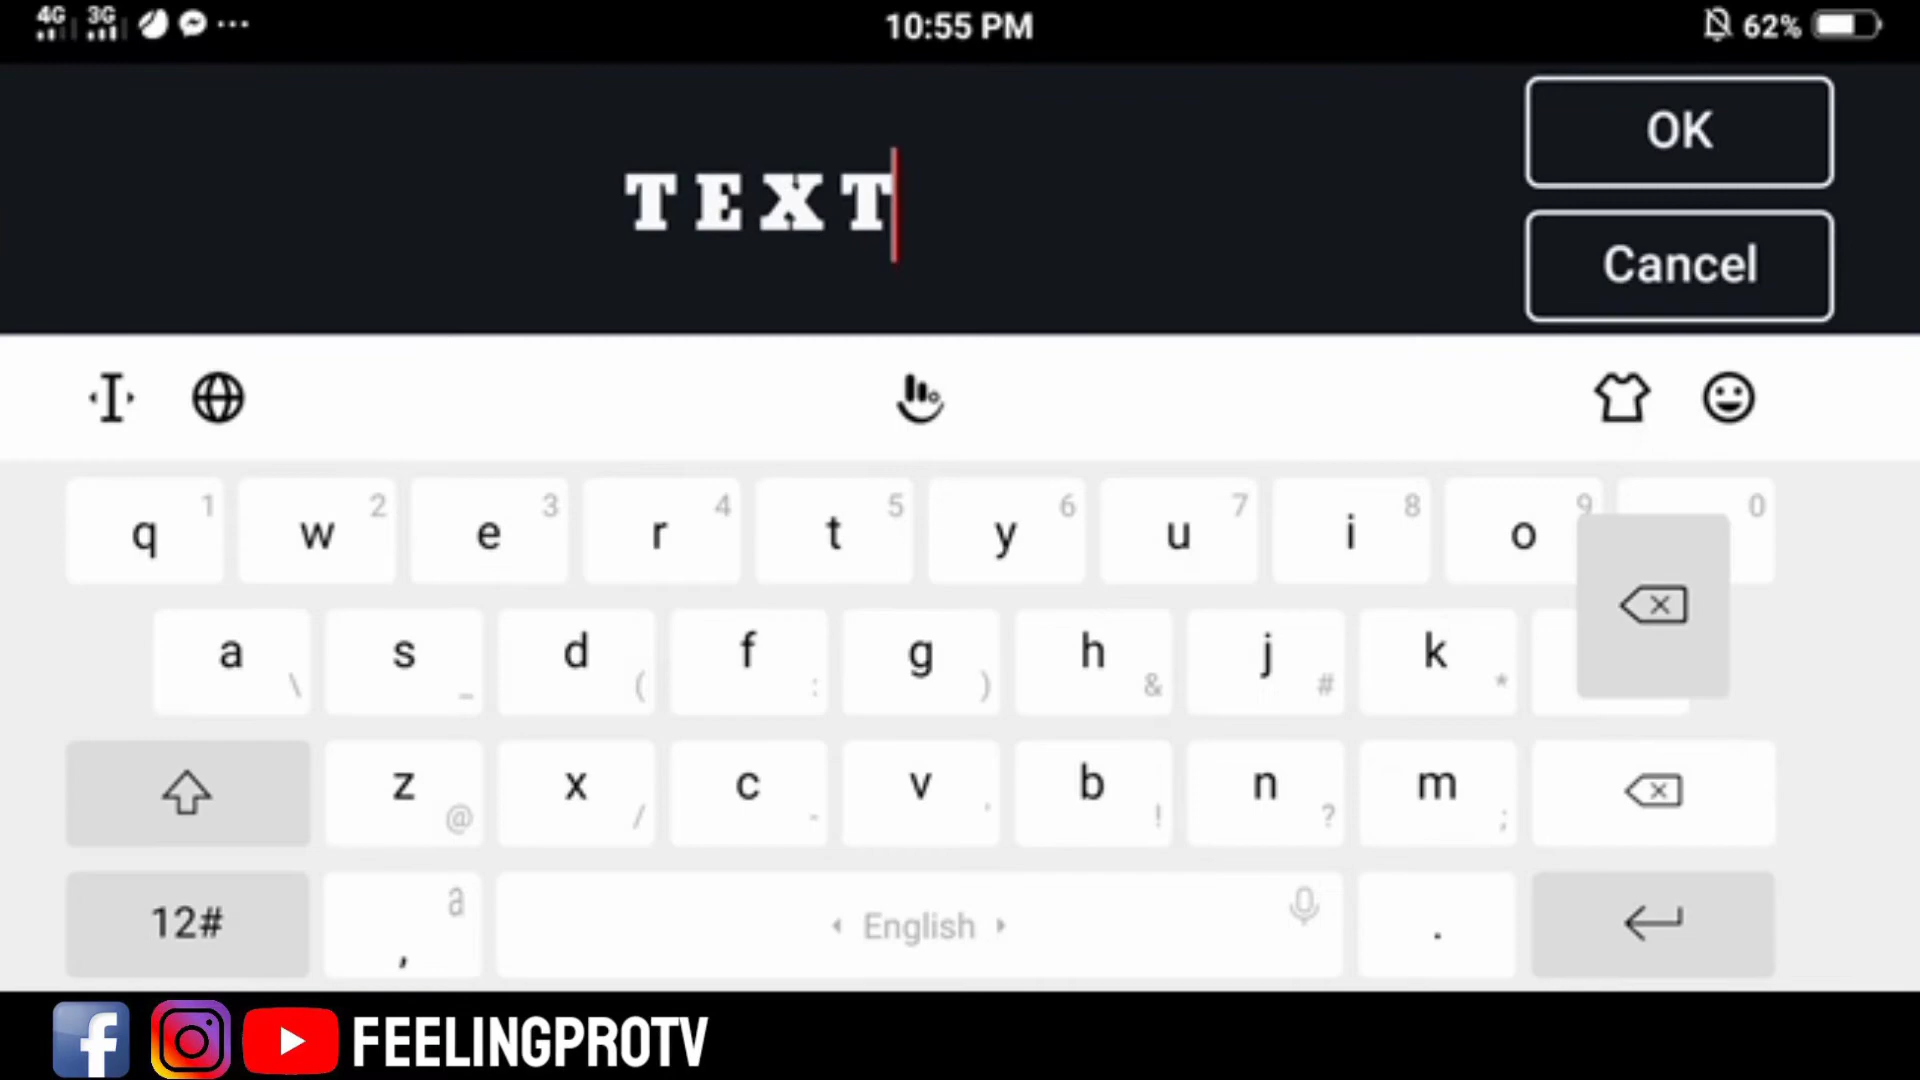 4G 3G 10:55 PM 62%
OK
TEXT
Cancel
q 1 w 2 e 3 r 4 t 5 y 6 u 7 i 8 o 9 0
a \ s _ d ( f : g ) h & j # k *
z @ x / c - v ' b ! n ? m ;
12# , a English .
f FEELINGPROTV